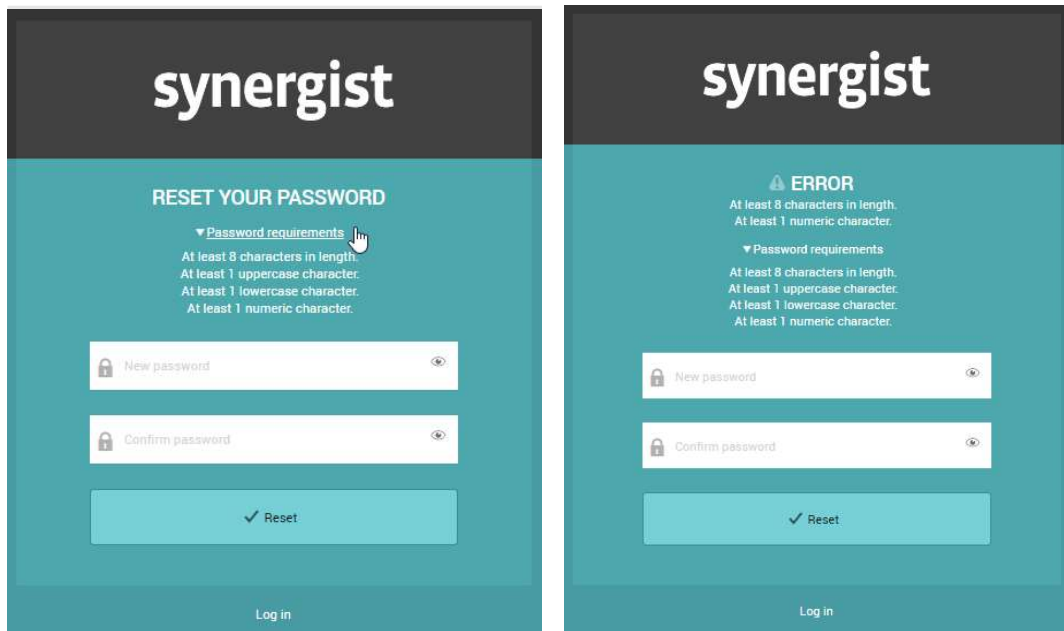 synergist
RESET YOUR PASSWORD
▼Password requirements
At least 8 characters in length.
At least 1 uppercase character.
At least 1 lowercase character.
At least 1 numeric character.
New password
Confirm password
Reset
Log in
synergist
ERROR
At least 8 characters in length.
At least 1 numeric character.
▼Password requirements
At least 8 characters in length.
At least 1 uppercase character.
At least 1 lowercase character.
At least 1 numeric character.
New password
Confirm password
Reset
Log in